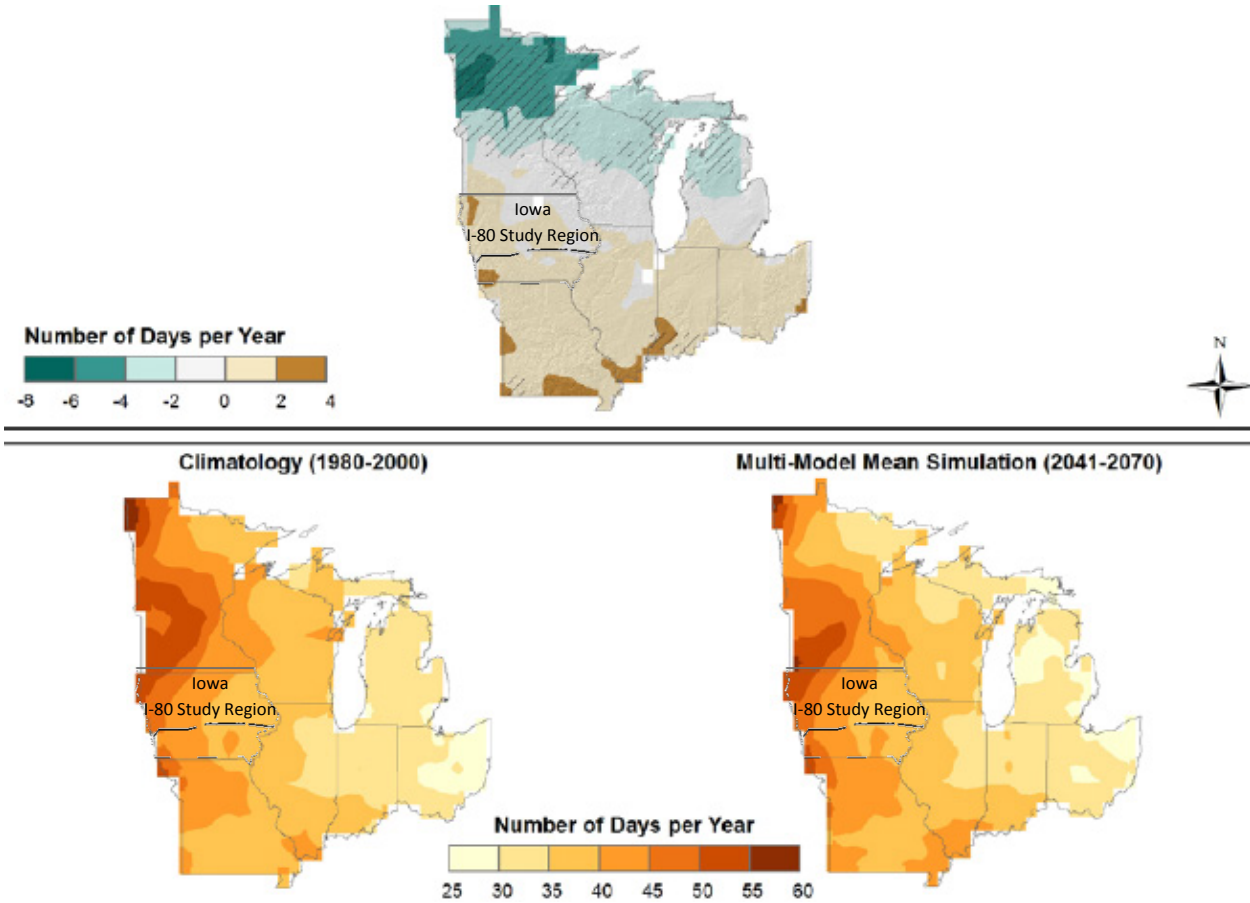 Iowa
I-80 Study Region
Number of Days per Year
-8 -6 -4 -2 0 2 4
N
Climatology (1980-2000)
Multi-Model Mean Simulation (2041-2070)
Iowa
I-80 Study Region
Iowa
I-80 Study Region
Number of Days per Year
25 30 35 40 45 50 55 60